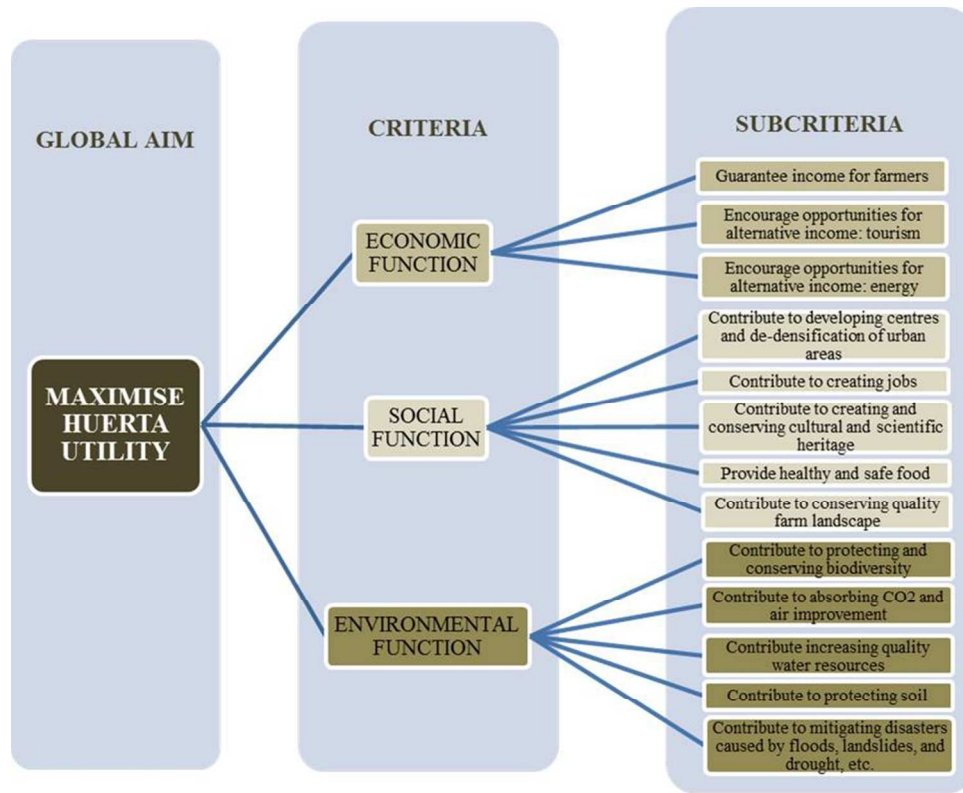 GLOBAL AIM
MAXIMISE
HUERTA
UTILITY
CRITERIA
ECONOMIC
FUNCTION
SOCIAL
FUNCTION
ENVIRONMENTAL
FUNCTION
SUBCRITERIA
Guarantee income for farmers
Encourage opportunities for
alternative income: tourism
Encourage opportunities for
alternative income: energy
Contribute to developing centres
and de-densification of urban
areas
Contribute to creating jobs
Contribute to creating and
conserving cultural and scientific
heritage
Provide healthy and safe food
Contribute to conserving quality
farm landscape
Contribute to protecting and
conserving biodiversity
Contribute to absorbing CO2 and
air improvement
Contribute increasing quality
water resources
Contribute to protecting soil
Contribute to mitigating disasters
caused by floods, landslides, and
drought, etc.